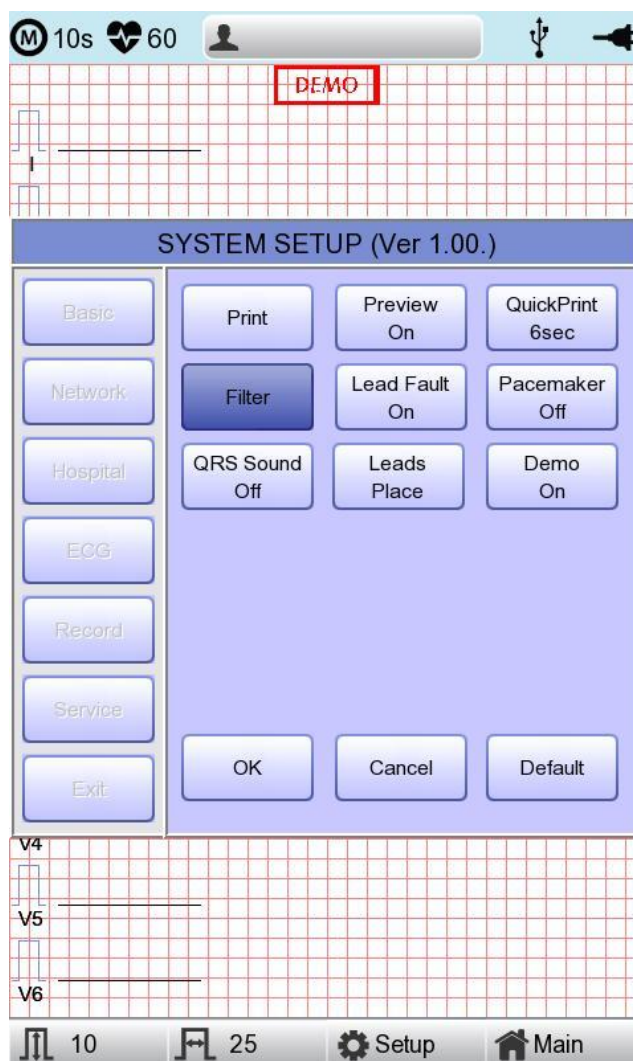 M 10s 60
DEMO
I
SYSTEM SETUP (Ver 1.00.)
Basic
Network
Hospital
ECG
Record
Service
Exit
Print
Preview
On
QuickPrint
6sec
Filter
Lead Fault
On
Pacemaker
Off
QRS Sound
Off
Leads
Place
Demo
On
OK
Cancel
Default
V4
V5
V6
10
25
Setup
Main